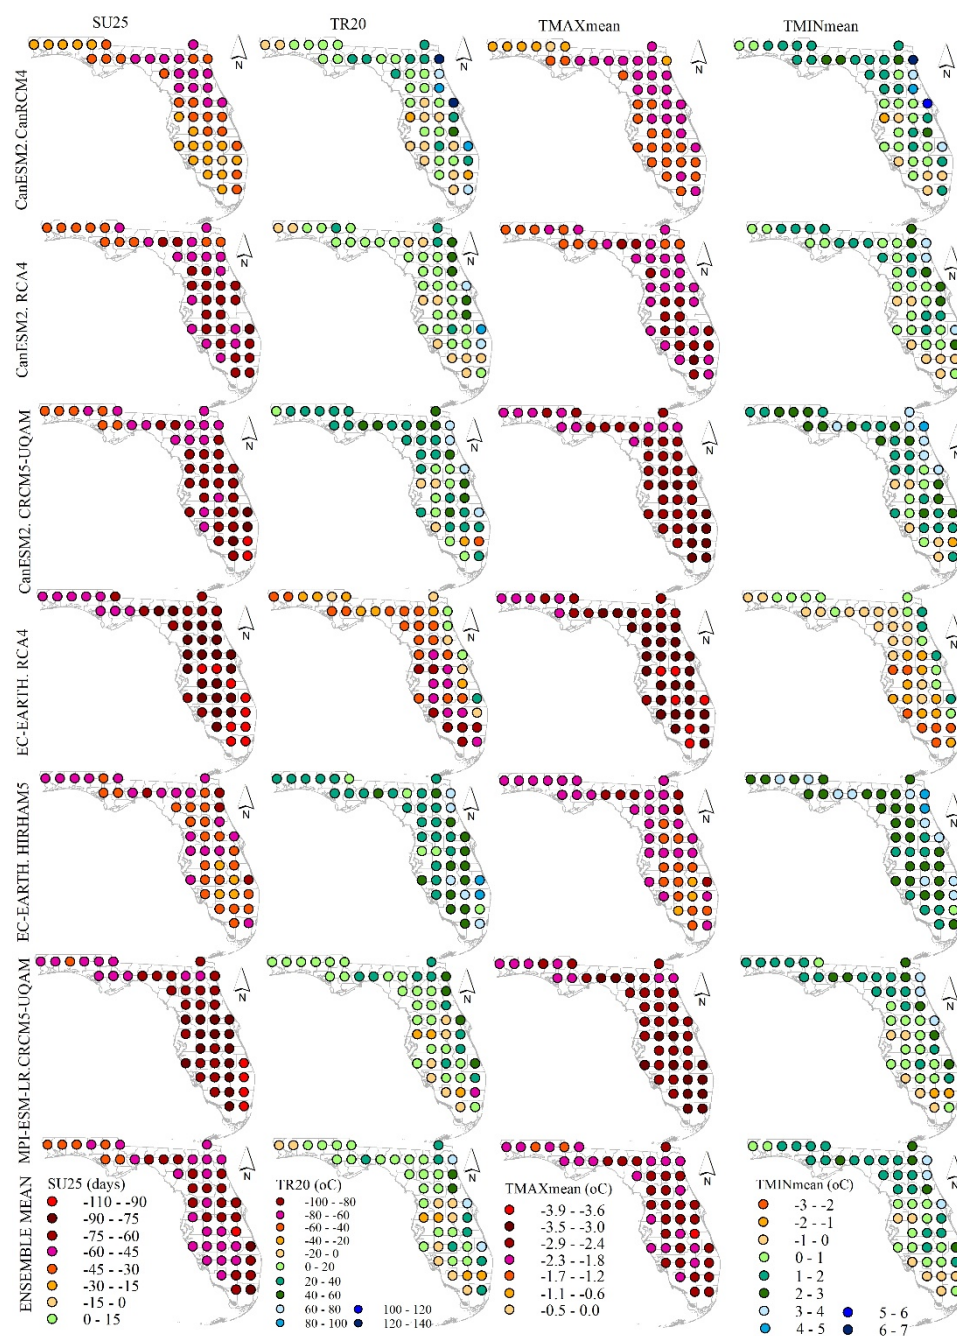 SU25
TR20
TMAXmean
TMINmean
CanESM2.CanRCM4
N
N
N
N
CanESM2. RCA4
N
N
N
N
CanESM2. CRCM5-UQAM
N
N
N
N
EC-EARTH. RCA4
N
N
N
N
EC-EARTH. HIRHAM5
N
N
N
N
MPI-ESM-LR.CRCM5-UQAM
N
N
N
N
ENSEMBLE MEAN
N
N
N
N
SU25 (days)
-110 - -90
-90 - -75
-75 - -60
-60 - -45
-45 - -30
-30 - -15
-15 - 0
0 - 15
TR20 (oC)
-100 - -80
-80 - -60
-60 - -40
-40 - -20
-20 - 0
0 - 20
20 - 40
40 - 60
60 - 80
80 - 100
100 - 120
120 - 140
TMAXmean (oC)
-3.9 - -3.6
-3.5 - -3.0
-2.9 - -2.4
-2.3 - -1.8
-1.7 - -1.2
-1.1 - -0.6
-0.5 - 0.0
TMINmean (oC)
-3 - -2
-2 - -1
-1 - 0
0 - 1
1 - 2
2 - 3
3 - 4
4 - 5
5 - 6
6 - 7